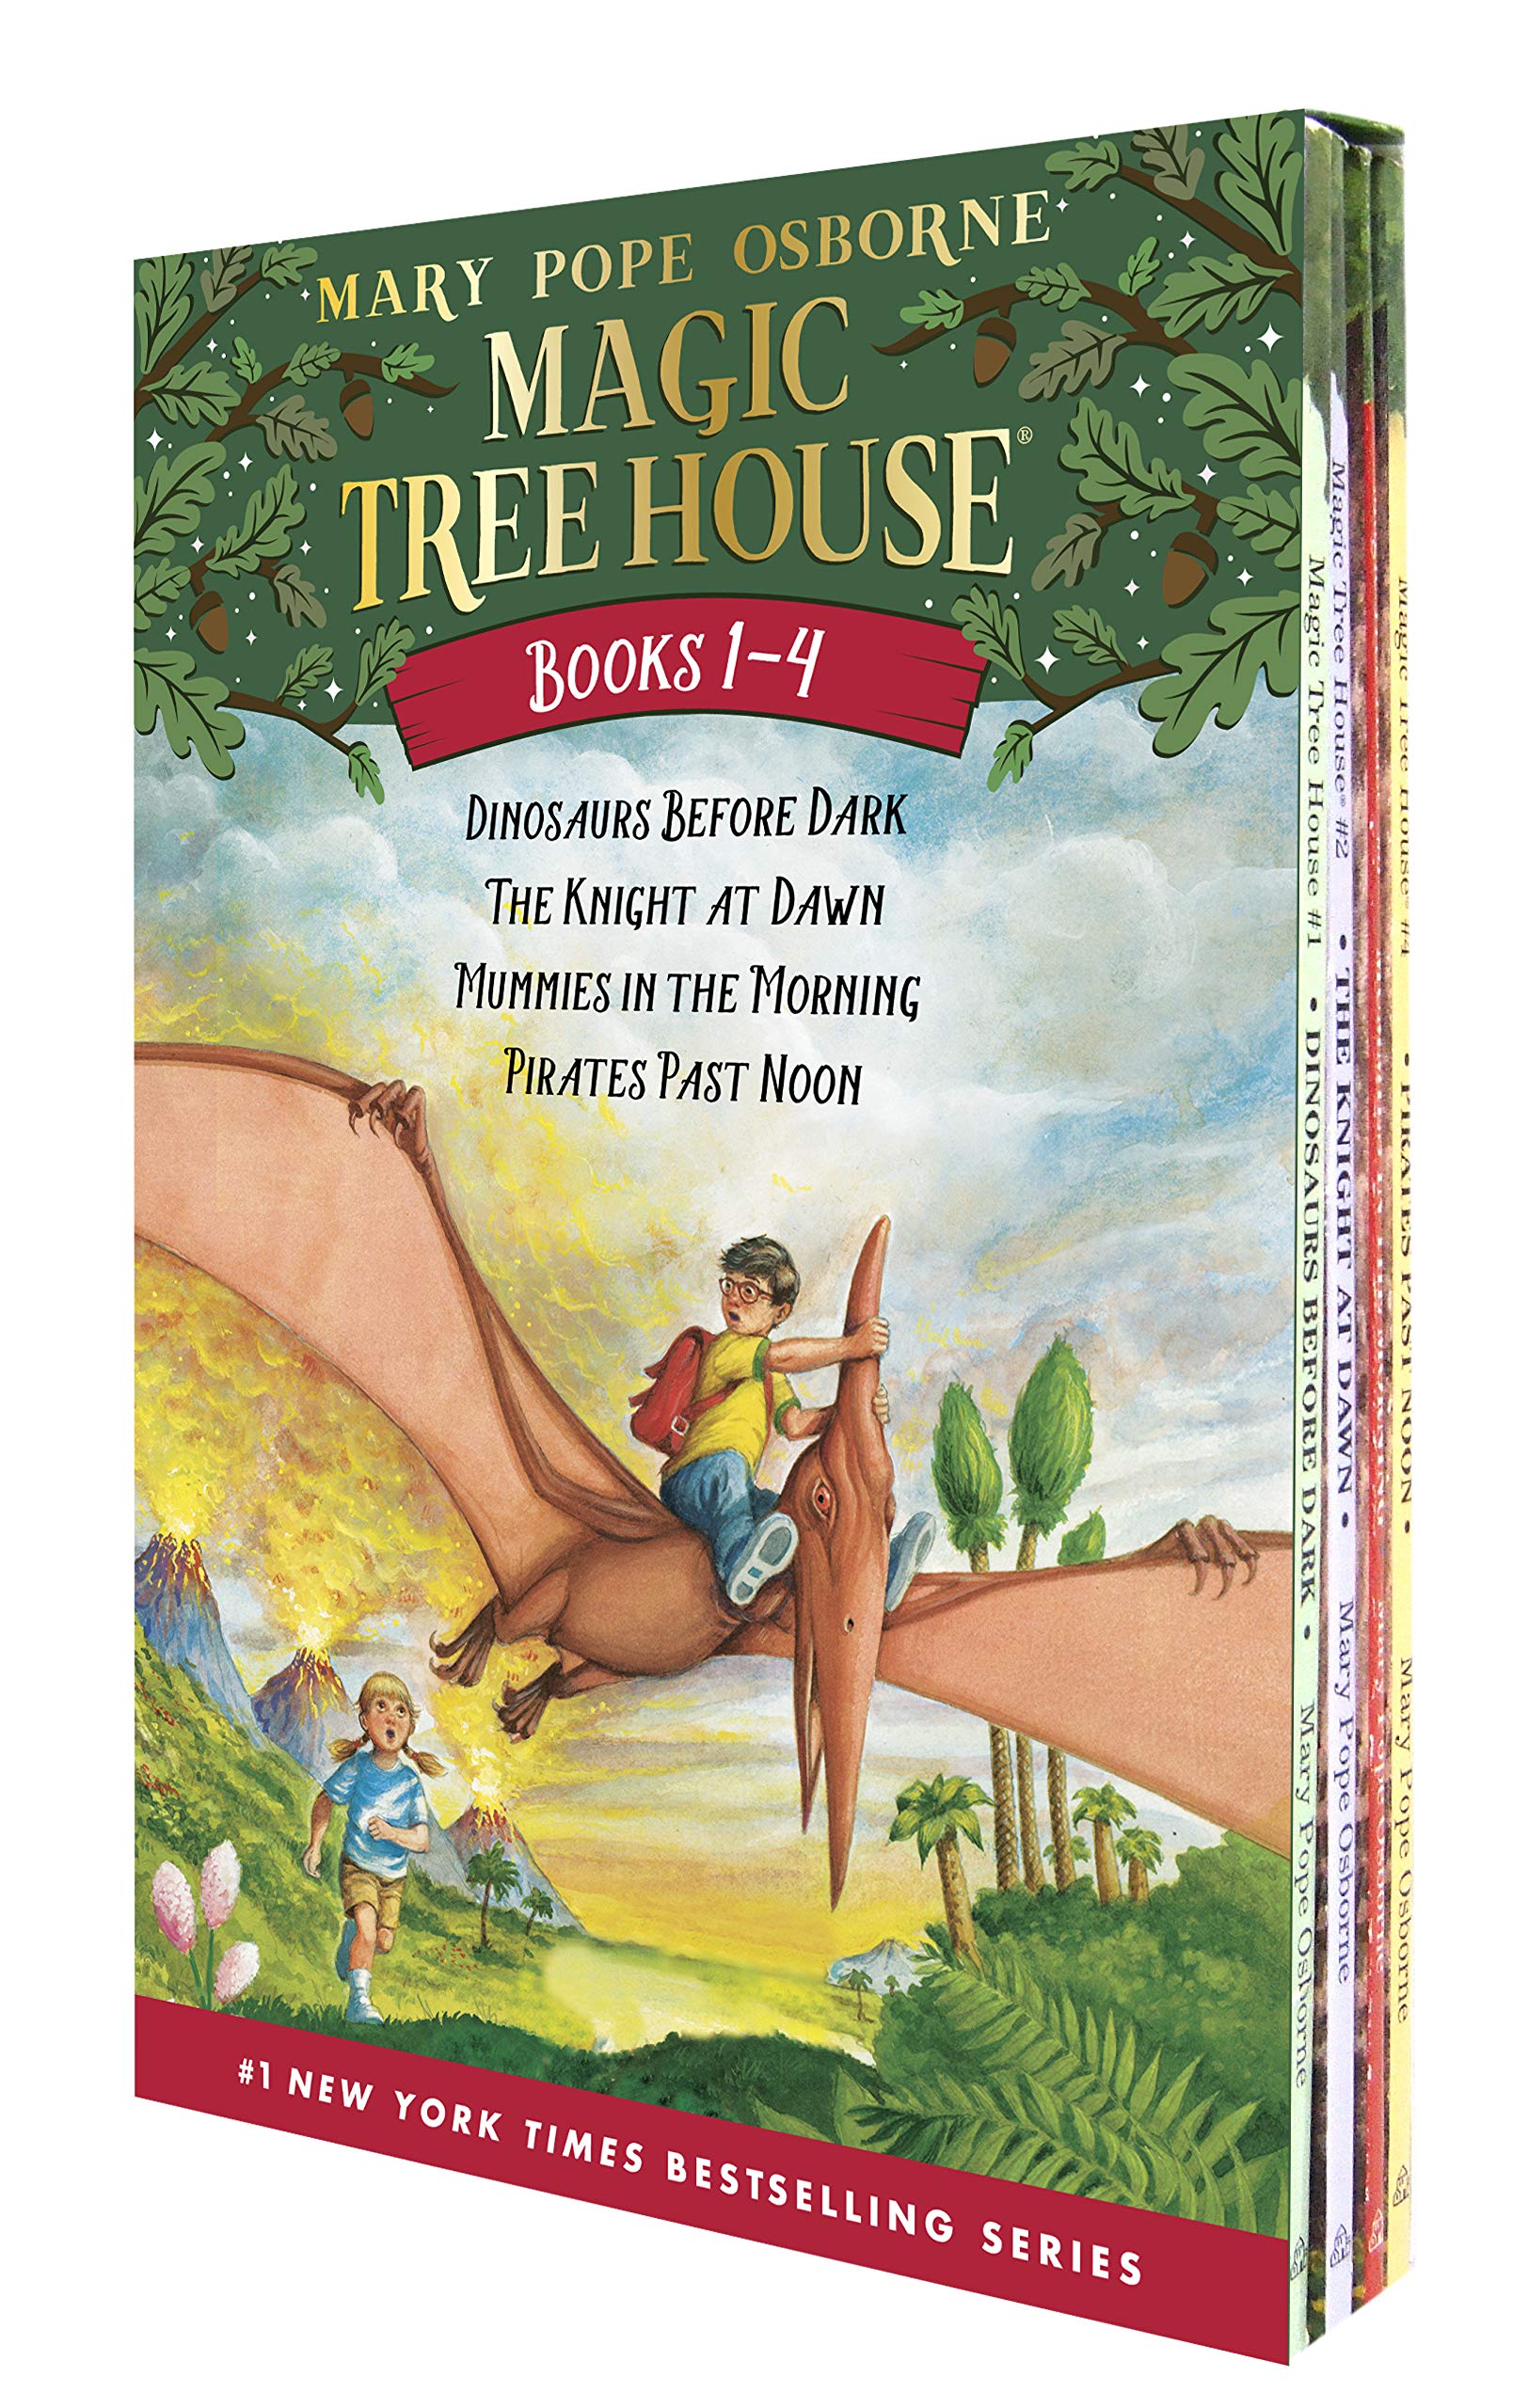 MARY POPE OSBORNE
MAGIC
TREE HOUSE®
BOOKS 1–4
DINOSAURS BEFORE DARK
THE KNIGHT AT DAWN
MUMMIES IN THE MORNING
PIRATES PAST NOON
#1 NEW YORK TIMES BESTSELLING SERIES
Magic Tree House #1 • DINOSAURS BEFORE DARK • Mary Pope Osborne
Magic Tree House® #2 • THE KNIGHT AT DAWN • Mary Pope Osborne
Magic Tree House® #4 • PIRATES PAST NOON • Mary Pope Osborne